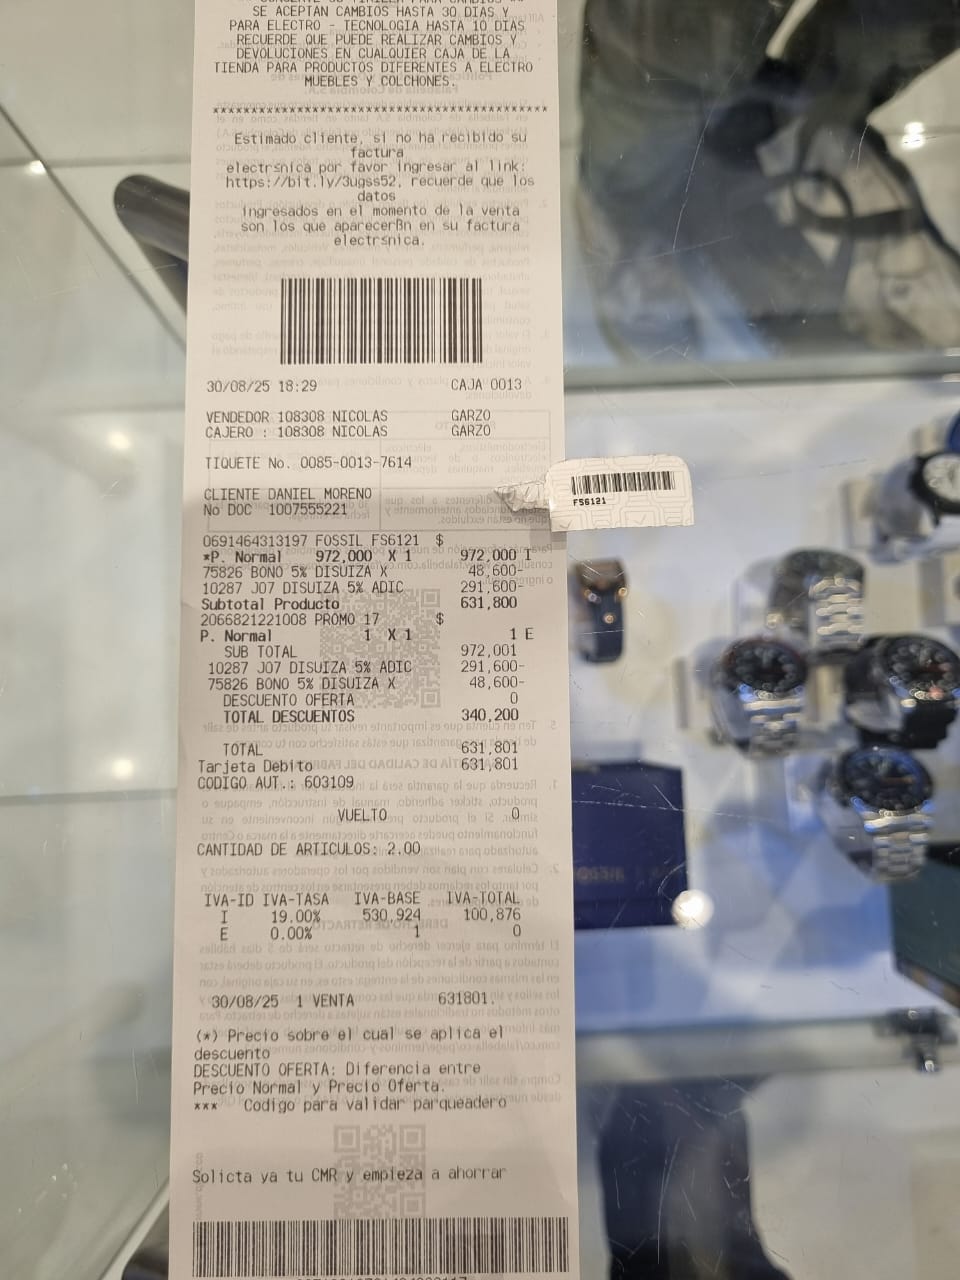 SE ACEPTAN CAMBIOS HASTA 30 DIAS Y
PARA ELECTRO - TECNOLOGIA HASTA 10 DIAS
RECUERDE QUE PUEDE REALIZAR CAMBIOS Y
DEVOLUCIONES EN CUALQUIER CAJA DE LA
TIENDA PARA PRODUCTOS DIFERENTES A ELECTRO
MUEBLES Y COLCHONES.
************************************************
Estimado cliente, si no ha recibido su
factura
electrsnica por favor ingresar al link:
https://bit.ly/3ugss52, recuerde que los
datos
ingresados en el momento de la venta
son los que aparecerßn en su factura
electrsnica.
30/08/25 18:29 CAJA 0013
VENDEDOR 108308 NICOLAS GARZO
CAJERO : 108308 NICOLAS GARZO
TIQUETE No. 0085-0013-7614
CLIENTE DANIEL MORENO
No DOC 1007555221
FS6121
0691464313197 FOSSIL FS6121 $
*P. Normal 972,000 X 1 972,000 I
75826 BONO 5% DISUIZA X 48,600-
10287 J07 DISUIZA 5% ADIC 291,600-
Subtotal Producto 631,800
2066821221008 PROMO 17 $
P. Normal 1 X 1 1 E
SUB TOTAL 972,001
10287 J07 DISUIZA 5% ADIC 291,600-
75826 BONO 5% DISUIZA X 48,600-
DESCUENTO OFERTA 0
TOTAL DESCUENTOS 340,200
TOTAL 631,801
Tarjeta Debito 631,801
CODIGO AUT.: 603109
VUELTO 0
CANTIDAD DE ARTICULOS: 2.00
IVA-ID IVA-TASA IVA-BASE IVA-TOTAL
I 19.00% 530,924 100,876
E 0.00% 1 0
30/08/25 1 VENTA 631801.
(*) Precio sobre el cual se aplica el
descuento
DESCUENTO OFERTA: Diferencia entre
Precio Normal y Precio Oferta.
*** Codigo para validar parqueadero
Solicta ya tu CMR y empieza a ahorrar